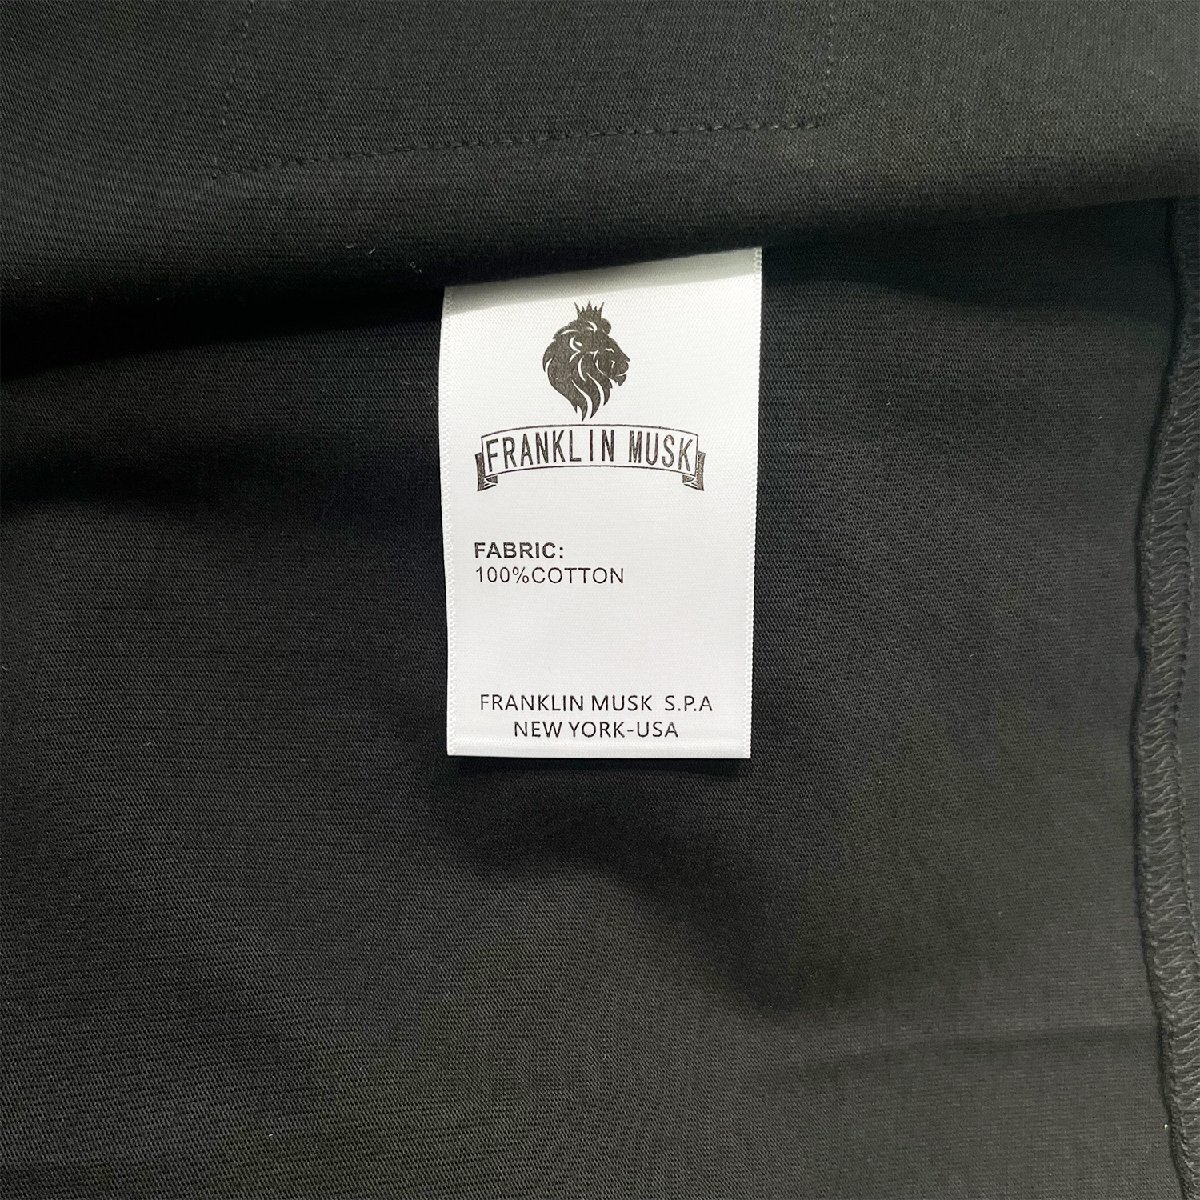 FRANKLIN MUSK
FABRIC:
100%COTTON
FRANKLIN MUSK S.P.A
NEW YORK-USA